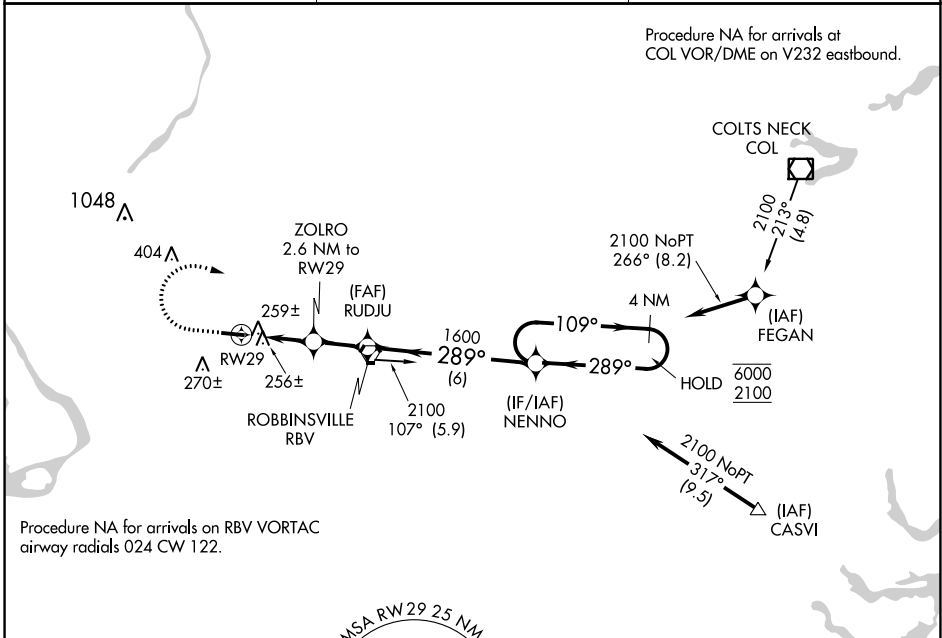 Procedure NA for arrivals at
COL VOR/DME on V232 eastbound.
COLTS NECK
COL
2100
213°
(4.8)
1048
404
ZOLRO
2.6 NM to
RW29
2100 NoPT
266° (8.2)
(FAF)
RUDJU
4 NM
(IAF)
FEGAN
259±
109°
1600
289°
(6)
289°
RW29
270±
256±
HOLD
6000
2100
ROBBINSVILLE
RBV
2100
107° (5.9)
(IF/IAF)
NENNO
2100 NoPT
317°
(9.5)
(IAF)
CASVI
Procedure NA for arrivals on RBV VORTAC
airway radials 024 CW 122.
MSA RW29 25 NM